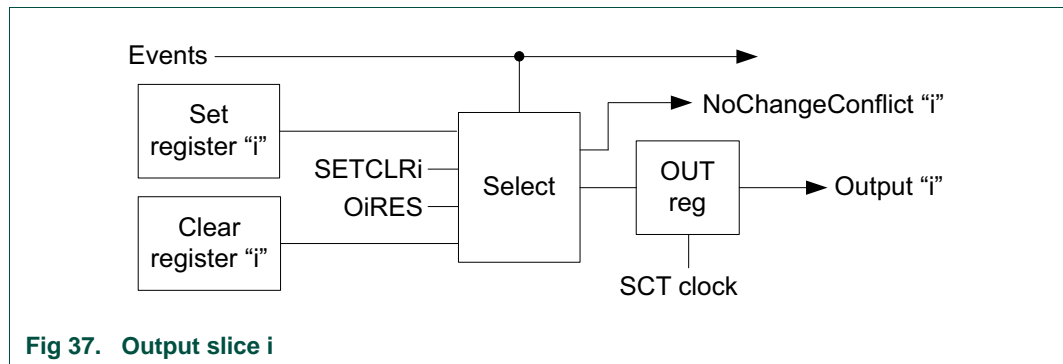 Events
Set
register “i”
NoChangeConflict “i”
SETCLRi
OiRES
Select
OUT
reg
Output “i”
Clear
register “i”
SCT clock
Fig 37. Output slice i